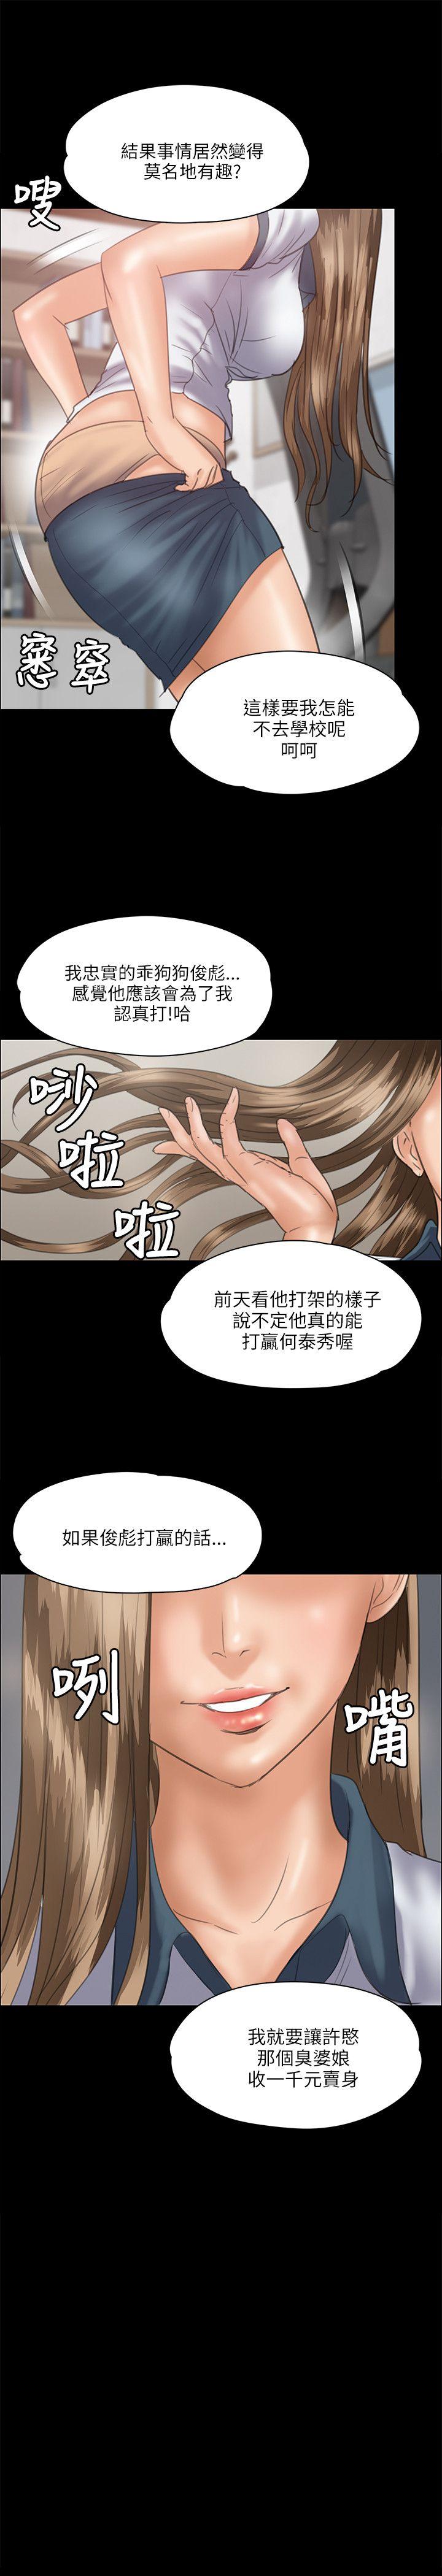 結果事情居然變得
莫名地有趣?
嗖
窸
窣
這樣要我怎能
不去學校呢
呵呵
我忠實的乖狗狗俊彪...
感覺他應該會為了我
認真打!哈
唦
啦
啦
前天看他打架的樣子
說不定他真的能
打贏何泰秀喔
如果俊彪打贏的話...
咧
嘴
我就要讓許愍
那個臭婆娘
收一千元賣身